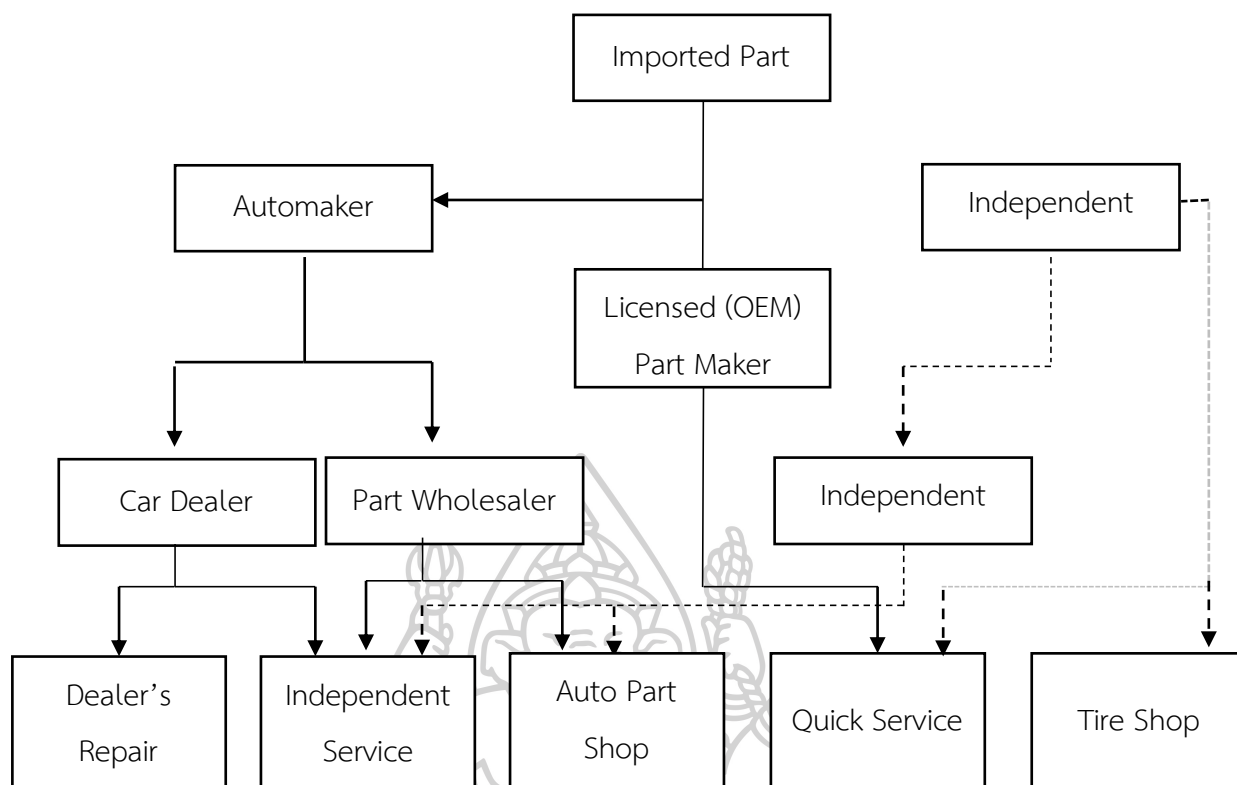 Imported Part
Automaker
Independent
Licensed (OEM)
Part Maker
Car Dealer
Part Wholesaler
Independent
Dealer’s
Repair
Independent
Service
Auto Part
Shop
Quick Service
Tire Shop